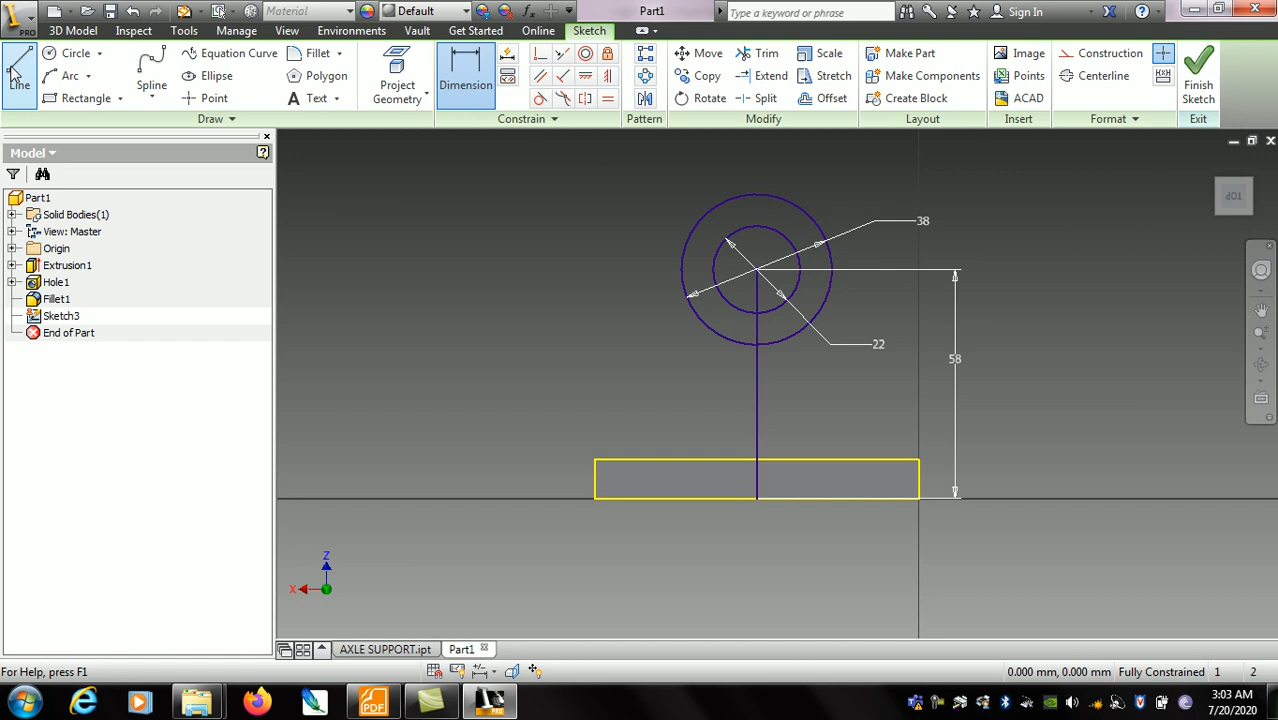 Material
Default
Part1
Type a keyword or phrase
Sign In
PRO
3D Model
Inspect
Tools
Manage
View
Environments
Vault
Get Started
Online
Sketch
Line
Circle
Arc
Rectangle
Spline
Equation Curve
Ellipse
Point
Fillet
Polygon
Text
Project
Geometry
Dimension
Move
Copy
Rotate
Trim
Extend
Split
Scale
Stretch
Offset
Make Part
Make Components
Create Block
Image
Points
ACAD
Construction
Centerline
Finish
Sketch
Draw
Constrain
Pattern
Modify
Layout
Insert
Format
Exit
Model
Part1
Solid Bodies(1)
View: Master
Origin
Extrusion1
Hole1
Fillet1
Sketch3
End of Part
TOP
38
22
58
Z
X
AXLE SUPPORT.ipt
Part1
For Help, press F1
0.000 mm, 0.000 mm
Fully Constrained
1
2
PDF
PRO
3:03 AM
7/20/2020